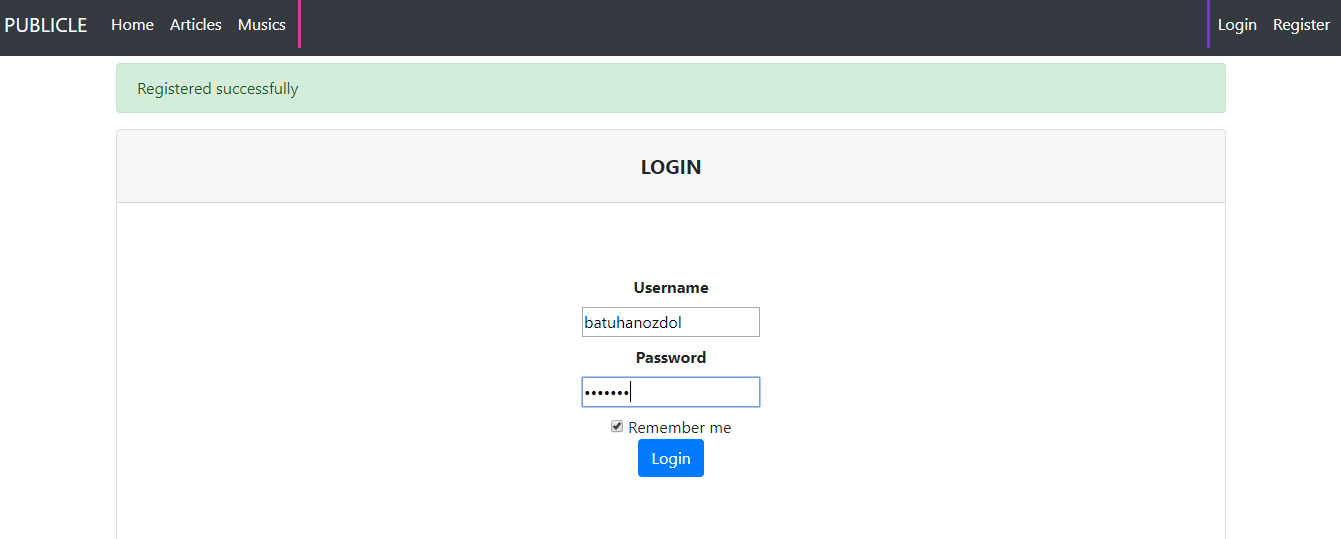 PUBLICLE Home Articles Musics Login Register
Registered successfully
LOGIN
Username
batuhanozdol
Password
•••••••
Remember me
Login